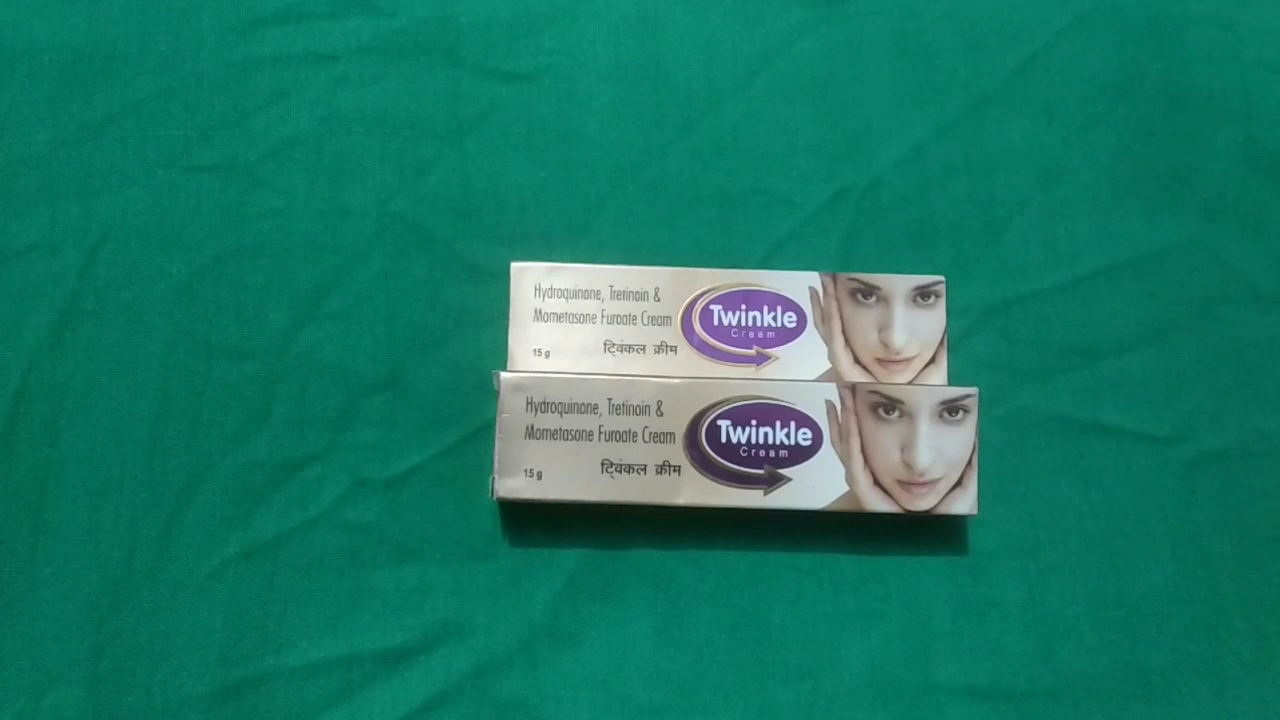 Hydroquinone, Tretinoin &
Mometasone Furoate Cream
15 g
ट्विंकल क्रीम
Twinkle
Cream
Hydroquinone, Tretinoin &
Mometasone Furoate Cream
15 g
ट्विंकल क्रीम
Twinkle
Cream